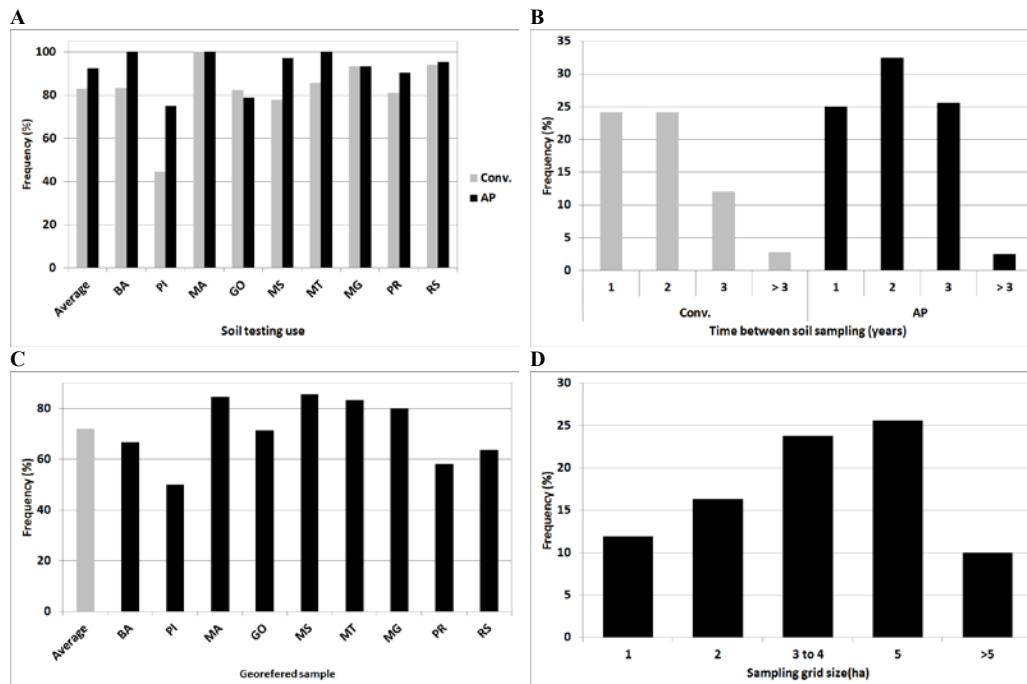 A
Frequency (%)
100
80
60
40
20
0
Average BA PI MA GO MS MT MG PR RS
Soil testing use
Conv.
AP
B
Frequency (%)
35
30
25
20
15
10
5
0
1 2 3 > 3 1 2 3 > 3
Conv. AP
Time between soil sampling (years)
C
Frequency (%)
80
60
40
20
0
Average BA PI MA GO MS MT MG PR RS
Georefered sample
D
Frequency (%)
30
25
20
15
10
5
0
1 2 3 to 4 5 >5
Sampling grid size(ha)